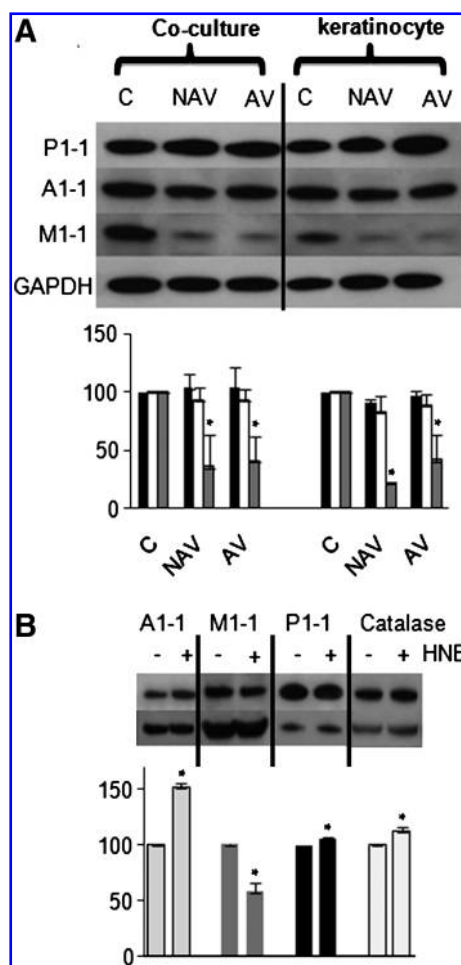 A
Co-culture keratinocyte
C NAV AV C NAV AV
P1-1
A1-1
M1-1
GAPDH
150
100
* * * *
50
0
C NAV AV C NAV AV
B
A1-1 M1-1 P1-1 Catalase
- + - + - + - + HNE
150
*
* *
100
*
50
0